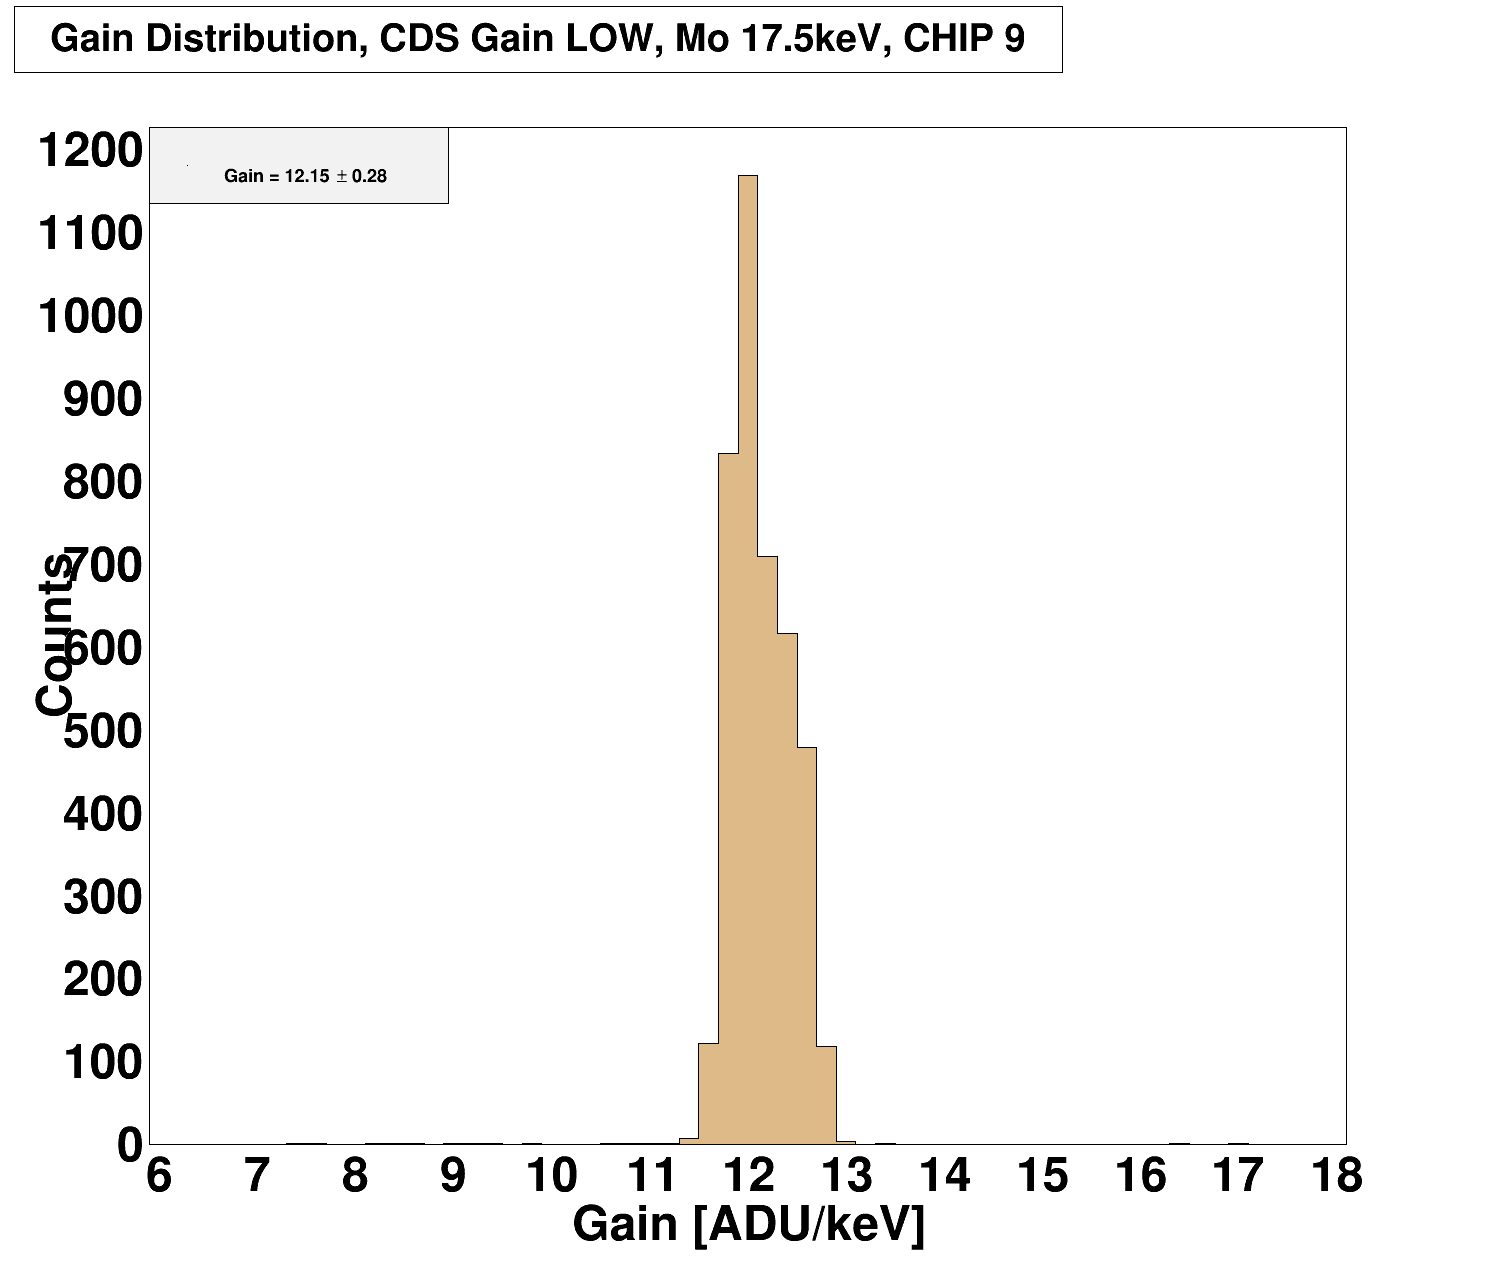 Gain Distribution, CDS Gain LOW, Mo 17.5keV, CHIP 9
Gain = 12.15 ± 0.28
1200
1100
1000
900
800
700
600
500
400
300
200
100
0
Counts
6 7 8 9 10 11 12 13 14 15 16 17 18
Gain [ADU/keV]